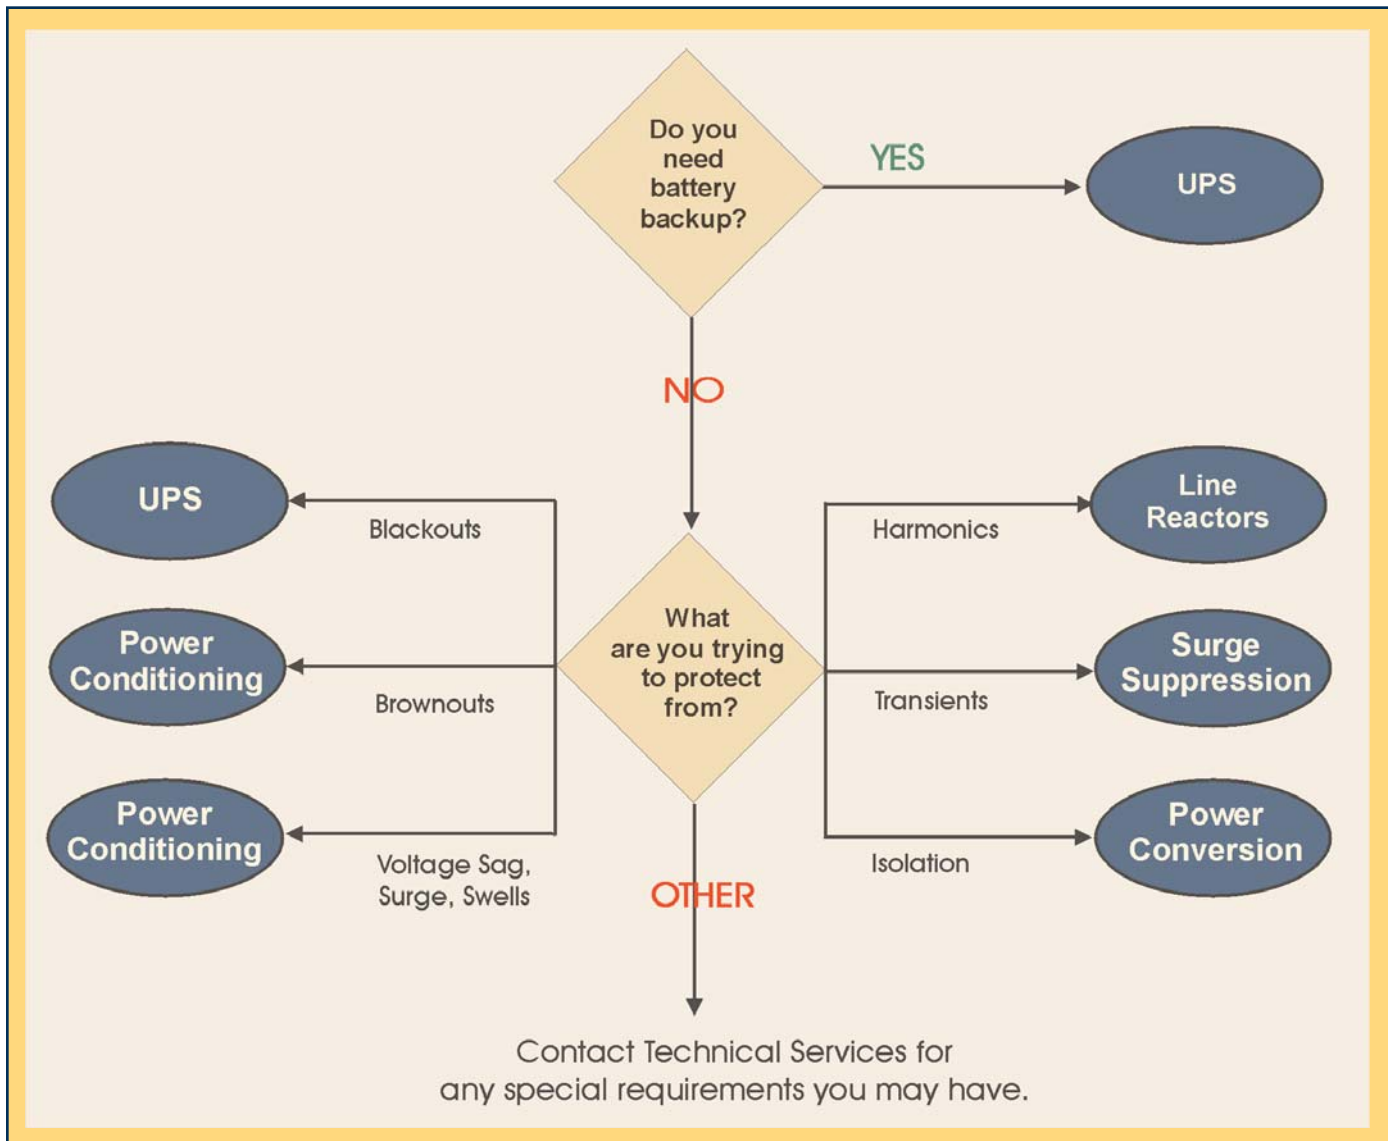 Do you
need
battery
backup?
YES
UPS
NO
UPS
Blackouts
Harmonics
Line
Reactors
Power
Conditioning
Brownouts
What
are you trying
to protect
from?
Transients
Surge
Suppression
Power
Conditioning
Voltage Sag,
Surge, Swells
OTHER
Isolation
Power
Conversion
Contact Technical Services for
any special requirements you may have.